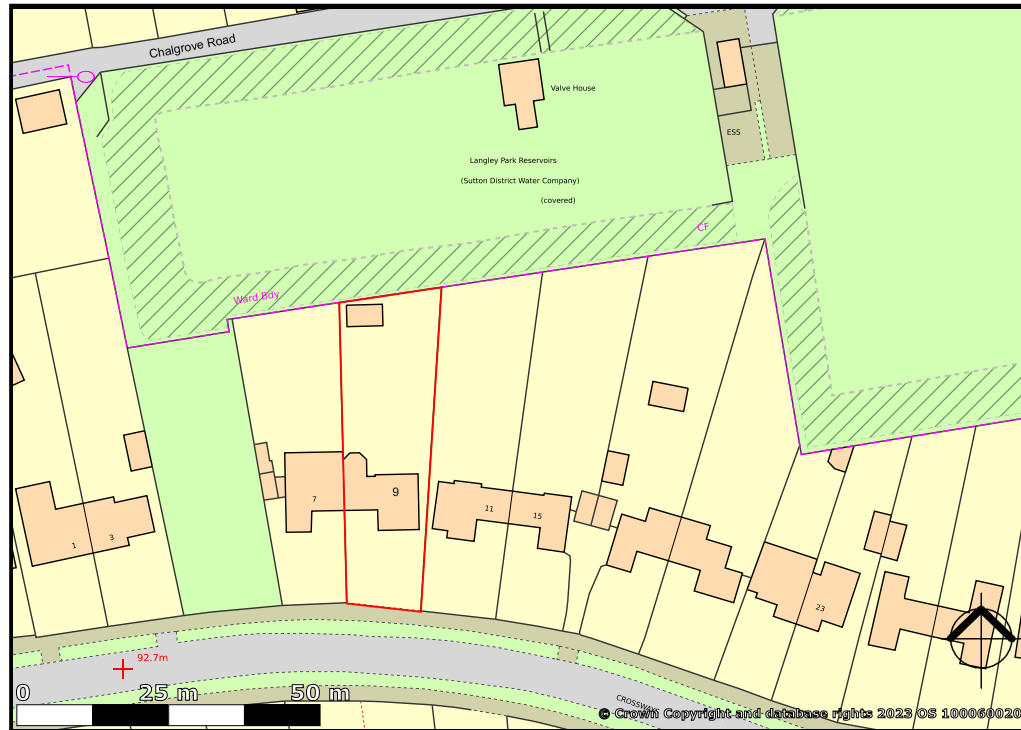 Chalgrove Road
Valve House
ESS
Langley Park Reservoirs
(Sutton District Water Company)
(covered)
CF
Ward Bdy
7
9
11
15
1
3
23
92.7m
0
25 m
50 m
CROSSWAYS
© Crown Copyright and database rights 2023 OS 100060020